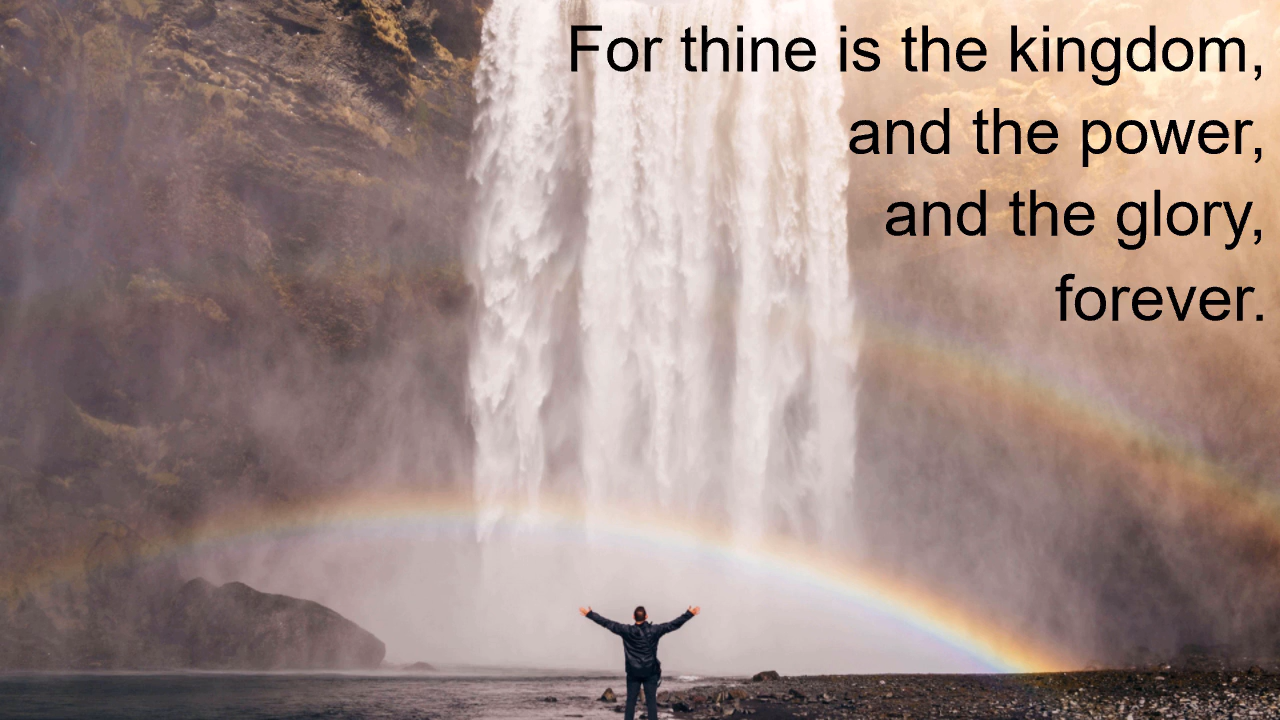 For thine is the kingdom,
and the power,
and the glory,
forever.